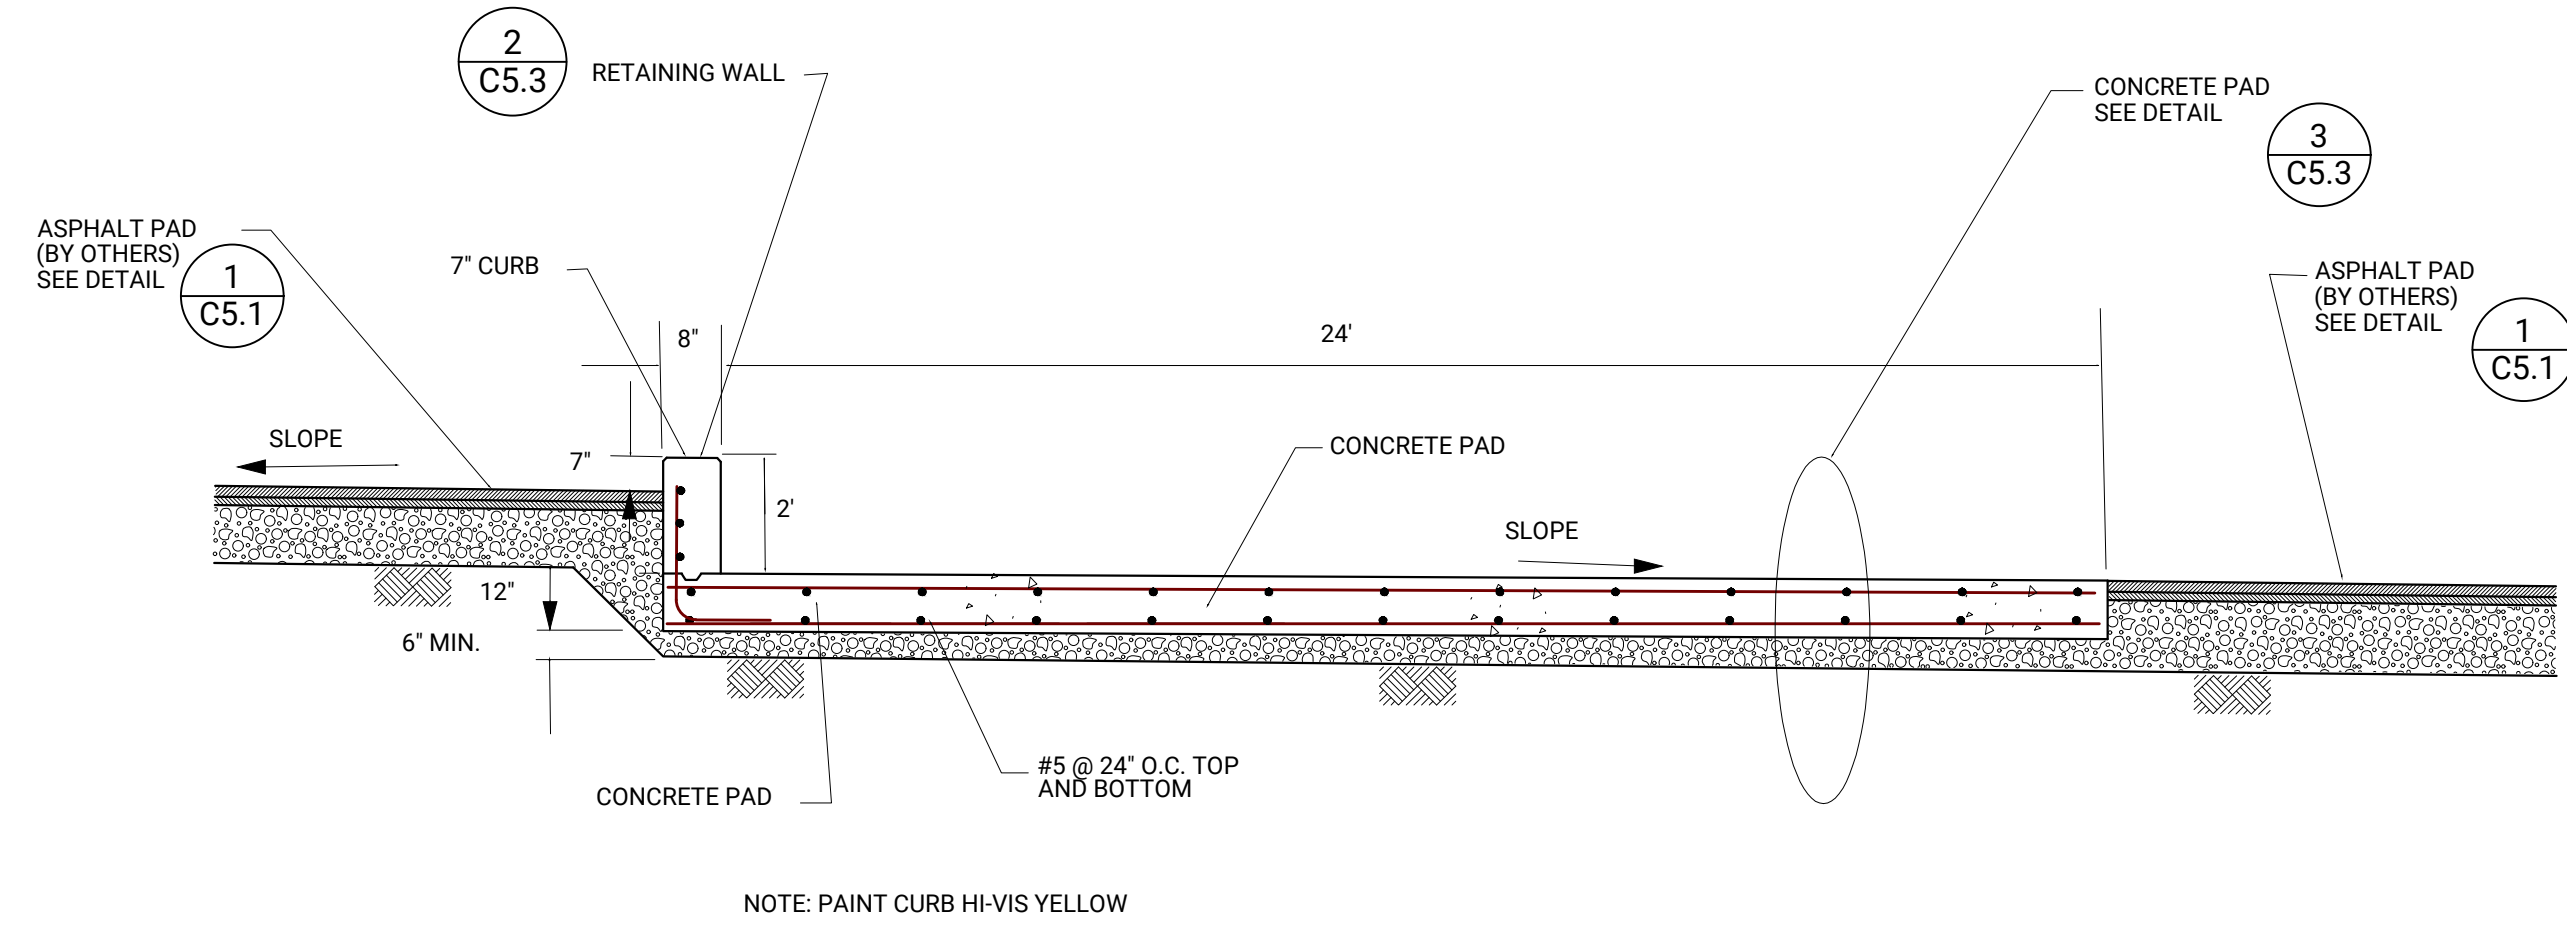 2
C5.3
RETAINING WALL
CONCRETE PAD
SEE DETAIL
3
C5.3
ASPHALT PAD
(BY OTHERS)
SEE DETAIL
1
C5.1
7" CURB
8"
24'
ASPHALT PAD
(BY OTHERS)
SEE DETAIL
1
C5.1
SLOPE
7"
CONCRETE PAD
2'
SLOPE
12"
6" MIN.
#5 @ 24" O.C. TOP
AND BOTTOM
CONCRETE PAD
NOTE: PAINT CURB HI-VIS YELLOW